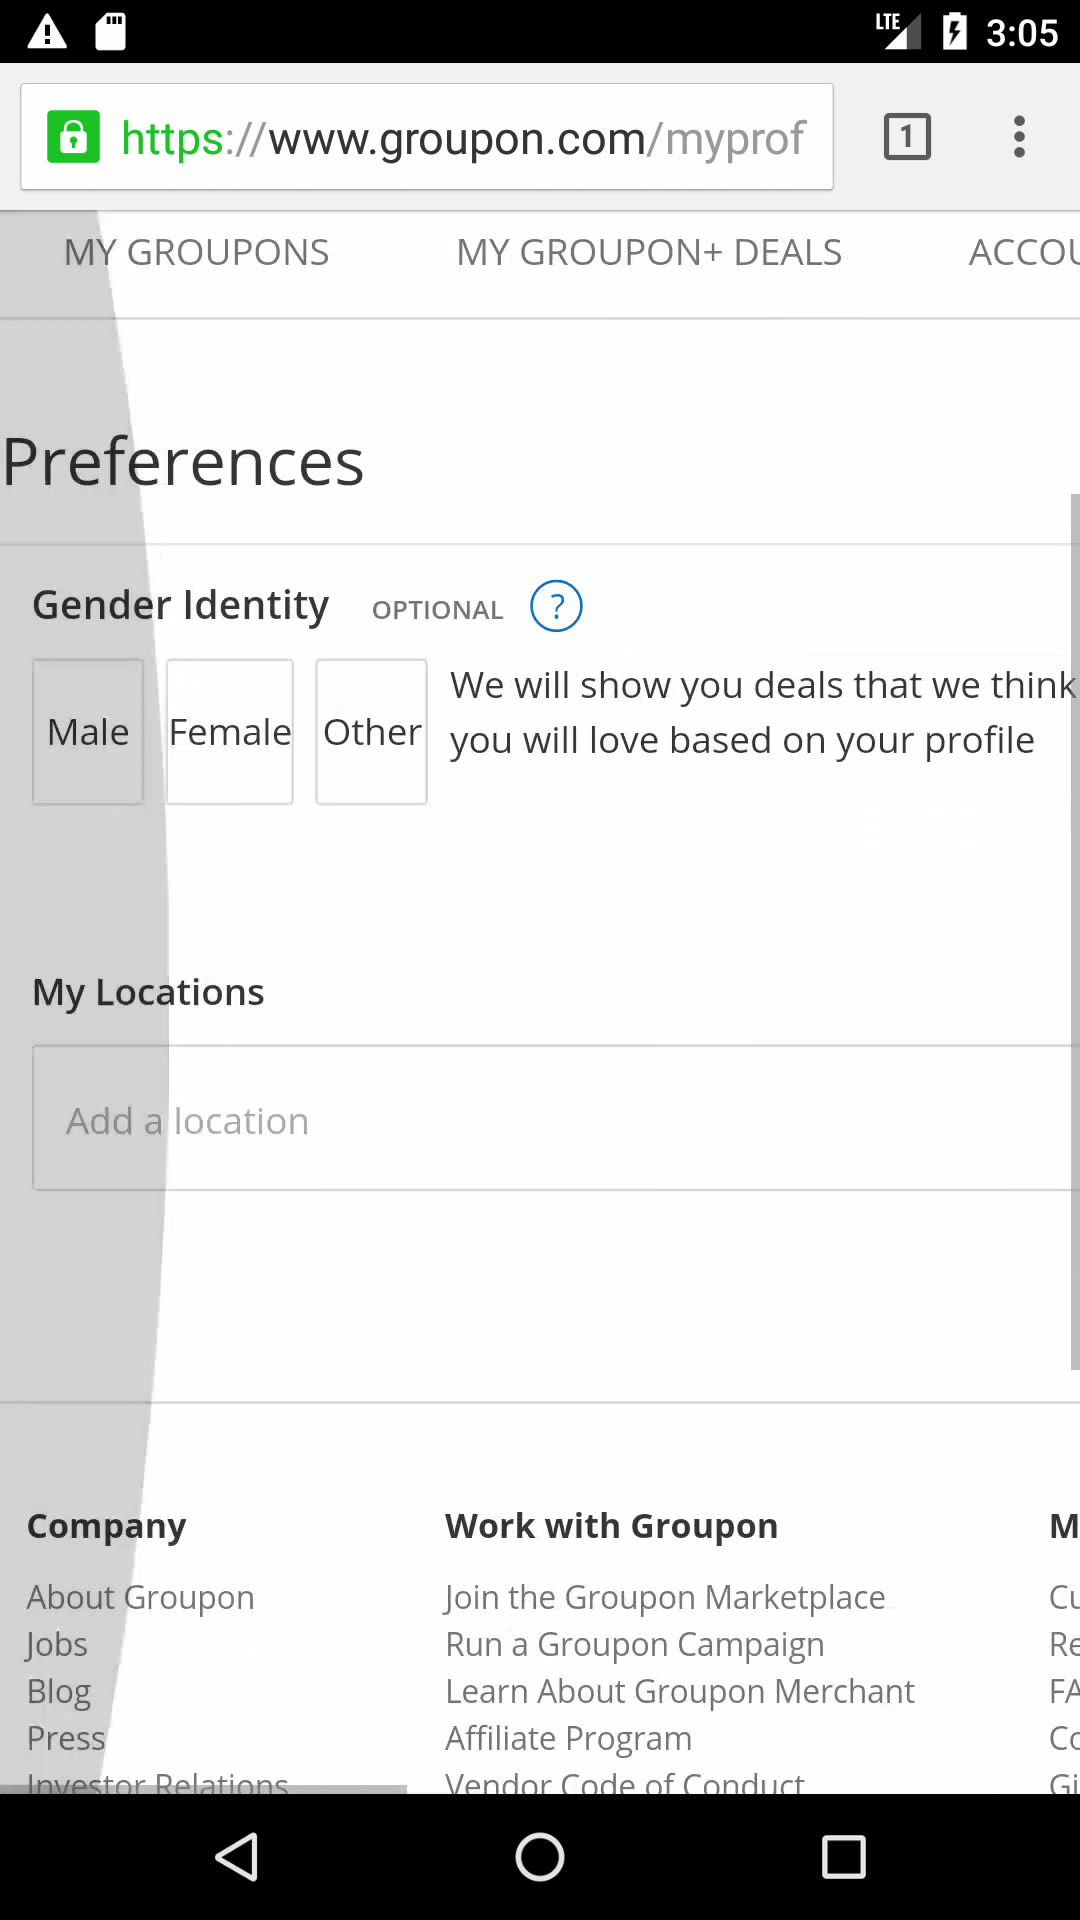 LTE 3:05
https://www.groupon.com/myprof 1
MY GROUPONS MY GROUPON+ DEALS ACCOU
Preferences
Gender Identity OPTIONAL ?
Male Female Other
We will show you deals that we think
you will love based on your profile
My Locations
Add a location
Company
About Groupon
Jobs
Blog
Press
Investor Relations
Work with Groupon
Join the Groupon Marketplace
Run a Groupon Campaign
Learn About Groupon Merchant
Affiliate Program
Vendor Code of Conduct
M
Cu
Re
FA
Co
Gi